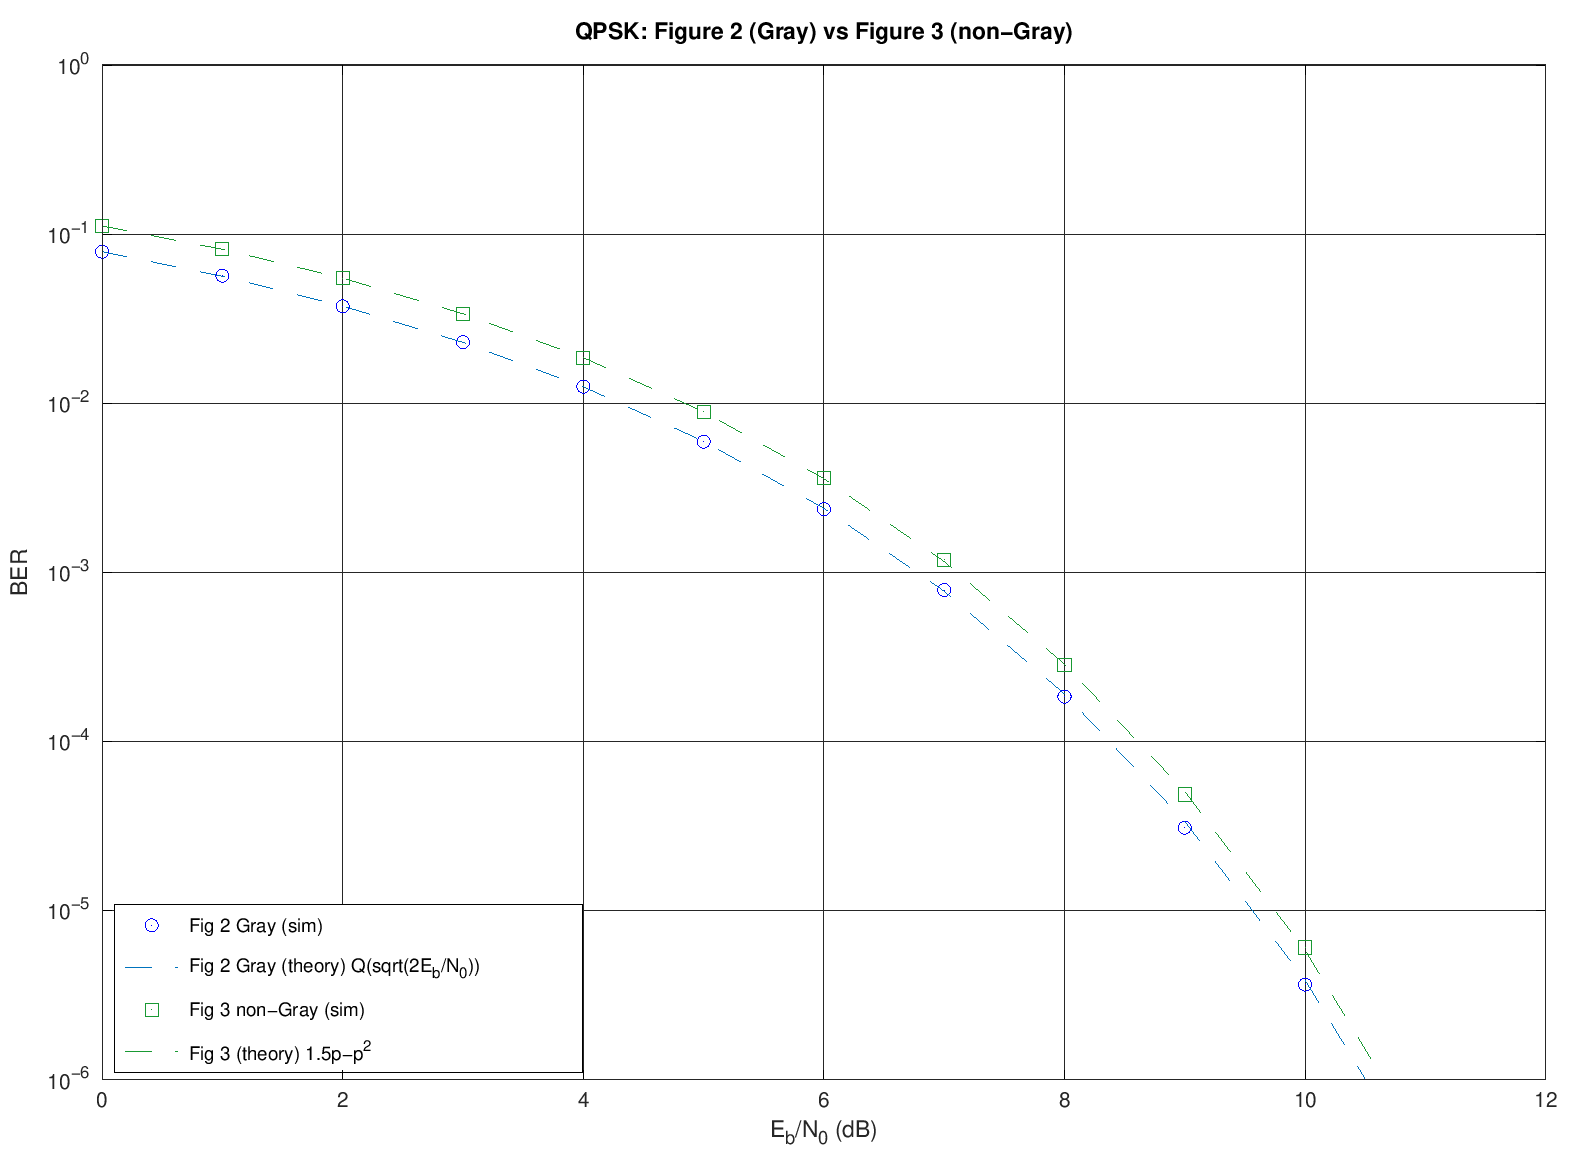 QPSK: Figure 2 (Gray) vs Figure 3 (non−Gray)
10^0
10^−1
10^−2
10^−3
10^−4
10^−5
10^−6
BER
Fig 2 Gray (sim)
Fig 2 Gray (theory) Q(sqrt(2E_b/N_0))
Fig 3 non−Gray (sim)
Fig 3 (theory) 1.5p−p^2
0 2 4 6 8 10 12
E_b/N_0 (dB)